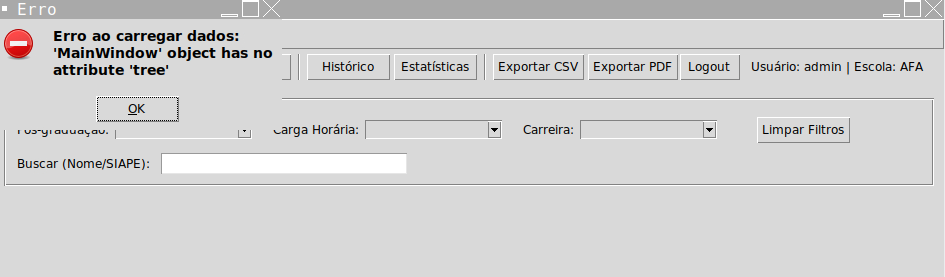 Erro
Erro ao carregar dados:
'MainWindow' object has no
attribute 'tree'
OK
Histórico
Estatísticas
Exportar CSV
Exportar PDF
Logout
Usuário: admin | Escola: AFA
Pós-graduação:
Carga Horária:
Carreira:
Limpar Filtros
Buscar (Nome/SIAPE):